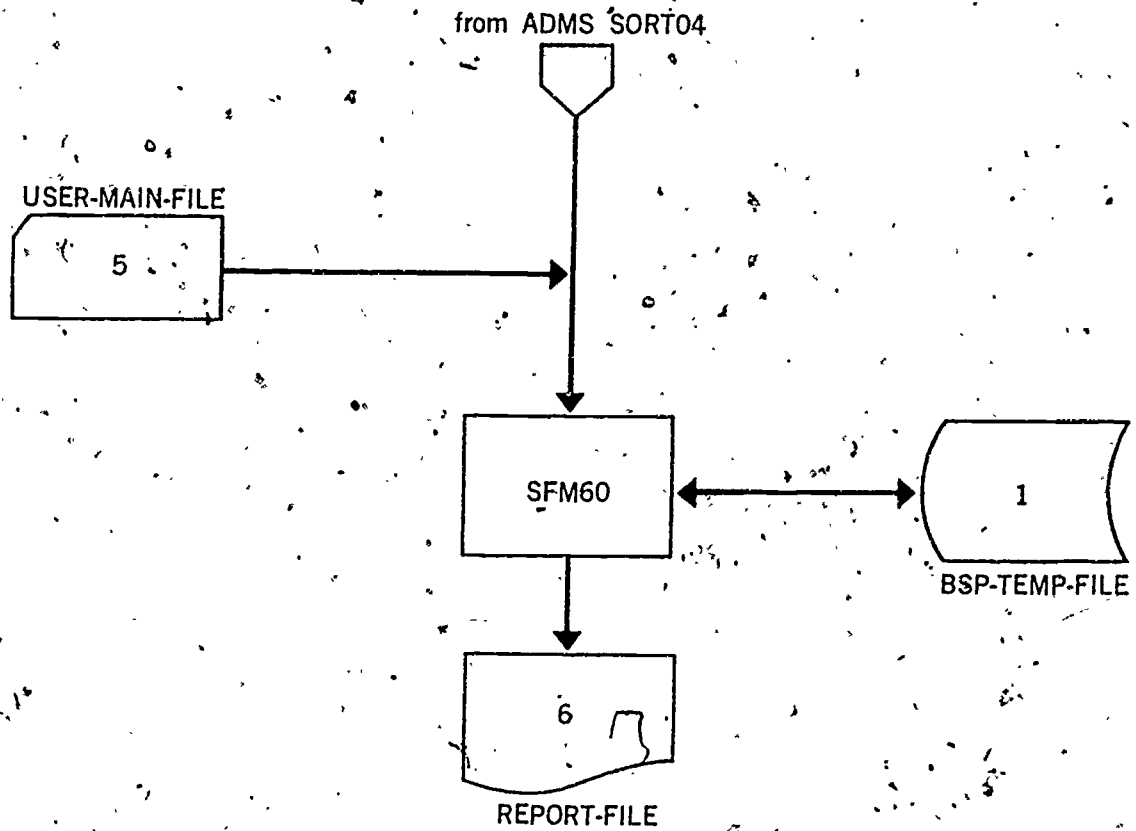 from ADMS SORT04
USER-MAIN-FILE
5
SFM60
1
BSP-TEMP-FILE
6
REPORT-FILE